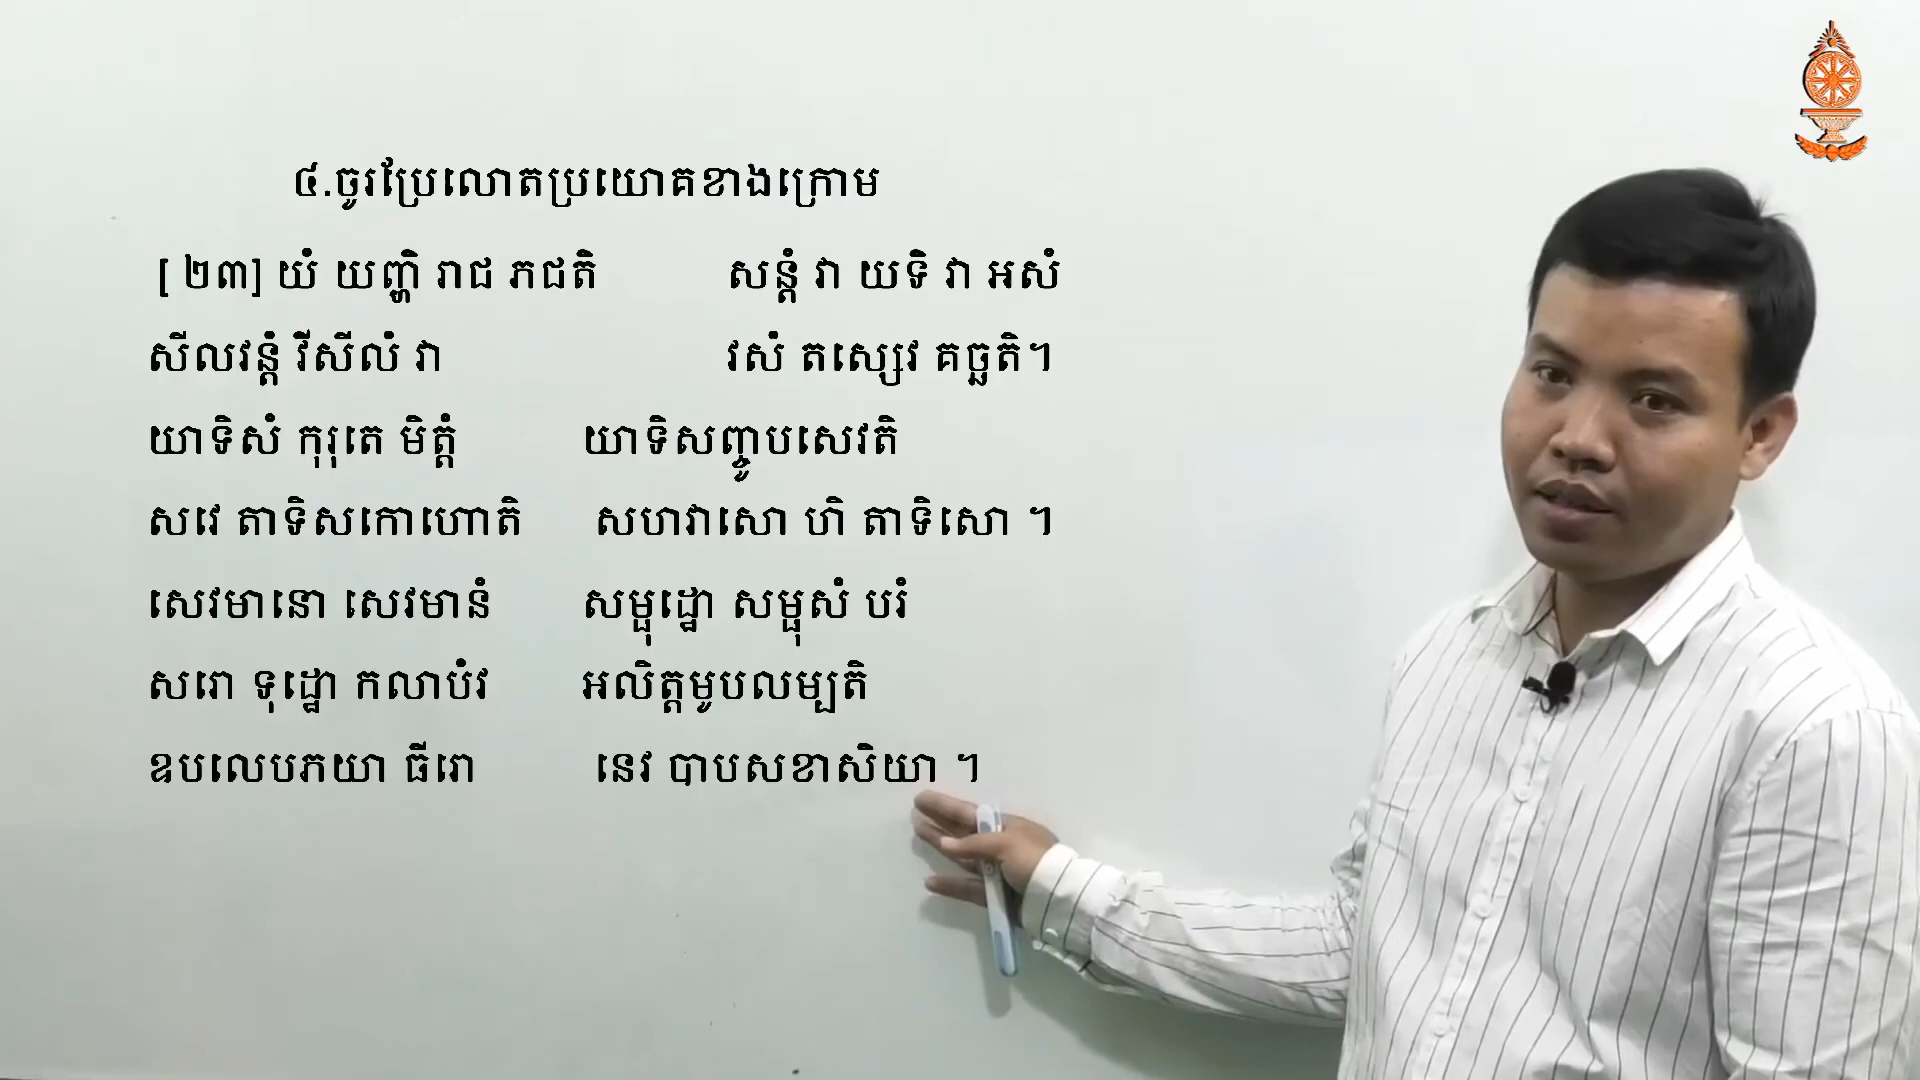 ៤.ចូរប្រែលោតប្រយោគខាងក្រោម
[ ២៣] យំ យញ្ហិ រាជ ភជតិ សន្តំ វា យទិ វា អសំ
សីលវន្តំ វីសីលំ វា វសំ តស្សេវ គច្ឆតិ។
យាទិសំ កុរុតេ មិត្តំ យាទិសញ្ចូបសេវតិ
សវេ តាទិសកោហោតិ សហវាសោ ហិ តាទិសោ ។
សេវមានោ សេវមានំ សម្ផុដ្ឋោ សម្ផុសំ បរំ
សរោ ទុដ្ឋោ កលាបំវ អលិត្តមូបលម្បតិ
ឧបលេបភយា ធីរោ នេវ បាបសខាសិយា ។